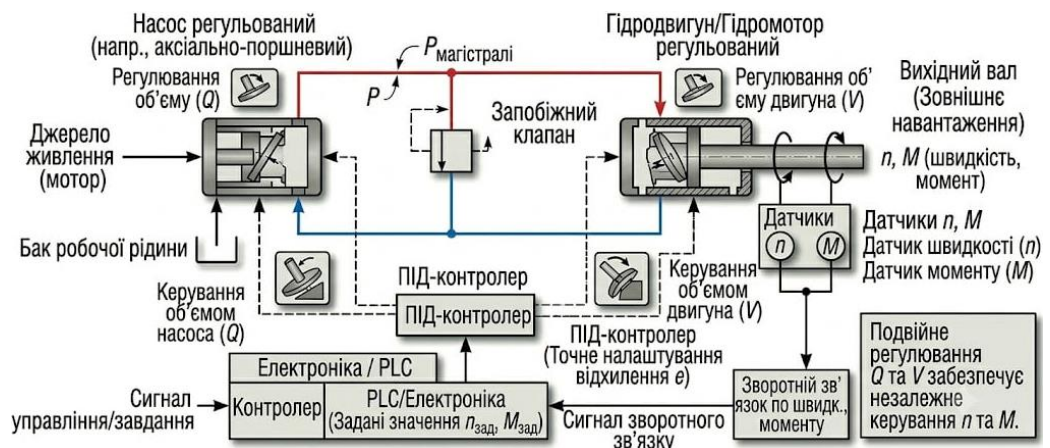 Насос регульований
(напр., аксіально-поршневий)
Регулювання
об’єму (Q)
Джерело
живлення
(мотор)
Бак робочої рідини
Pмагістралі
P
Запобіжний
клапан
Гідродвигун/Гідромотор
регульований
Регулювання об’
єму двигуна (V)
Вихідний вал
(Зовнішнє
навантаження)
n, M (швидкість,
момент)
Датчики
n M
Датчики n, M
Датчик швидкості (n)
Датчик моменту (M)
Керування
об’ємом
насоса (Q)
ПІД-контролер
ПІД-контролер
Керування
об’ємом
двигуна (V)
ПІД-контролер
(Точне налаштування
відхилення e)
Електроніка / PLC
Сигнал
управління/завдання
Контролер
PLC/Електроніка
(Задані значення nзад, Mзад)
Сигнал зворотного
зв’язку
Зворотній зв’
язок по швидк.,
моменту
Подвійне
регулювання
Q та V забезпечує
незалежне
керування n та M.